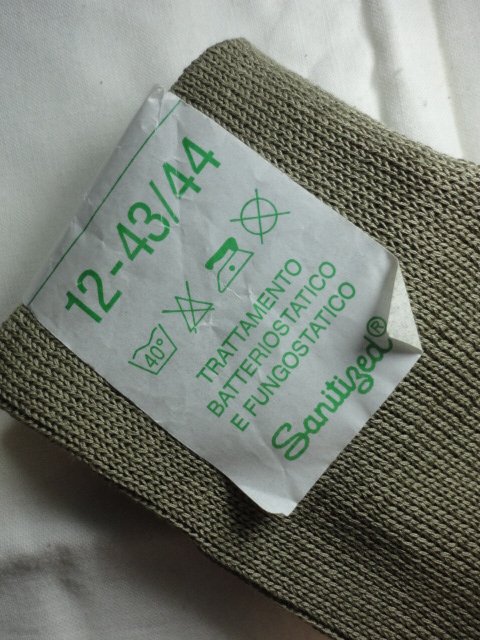 12-43/44
40°
TRATTAMENTO
BATTERIOSTATICO
E FUNGOSTATICO
Sanitized®